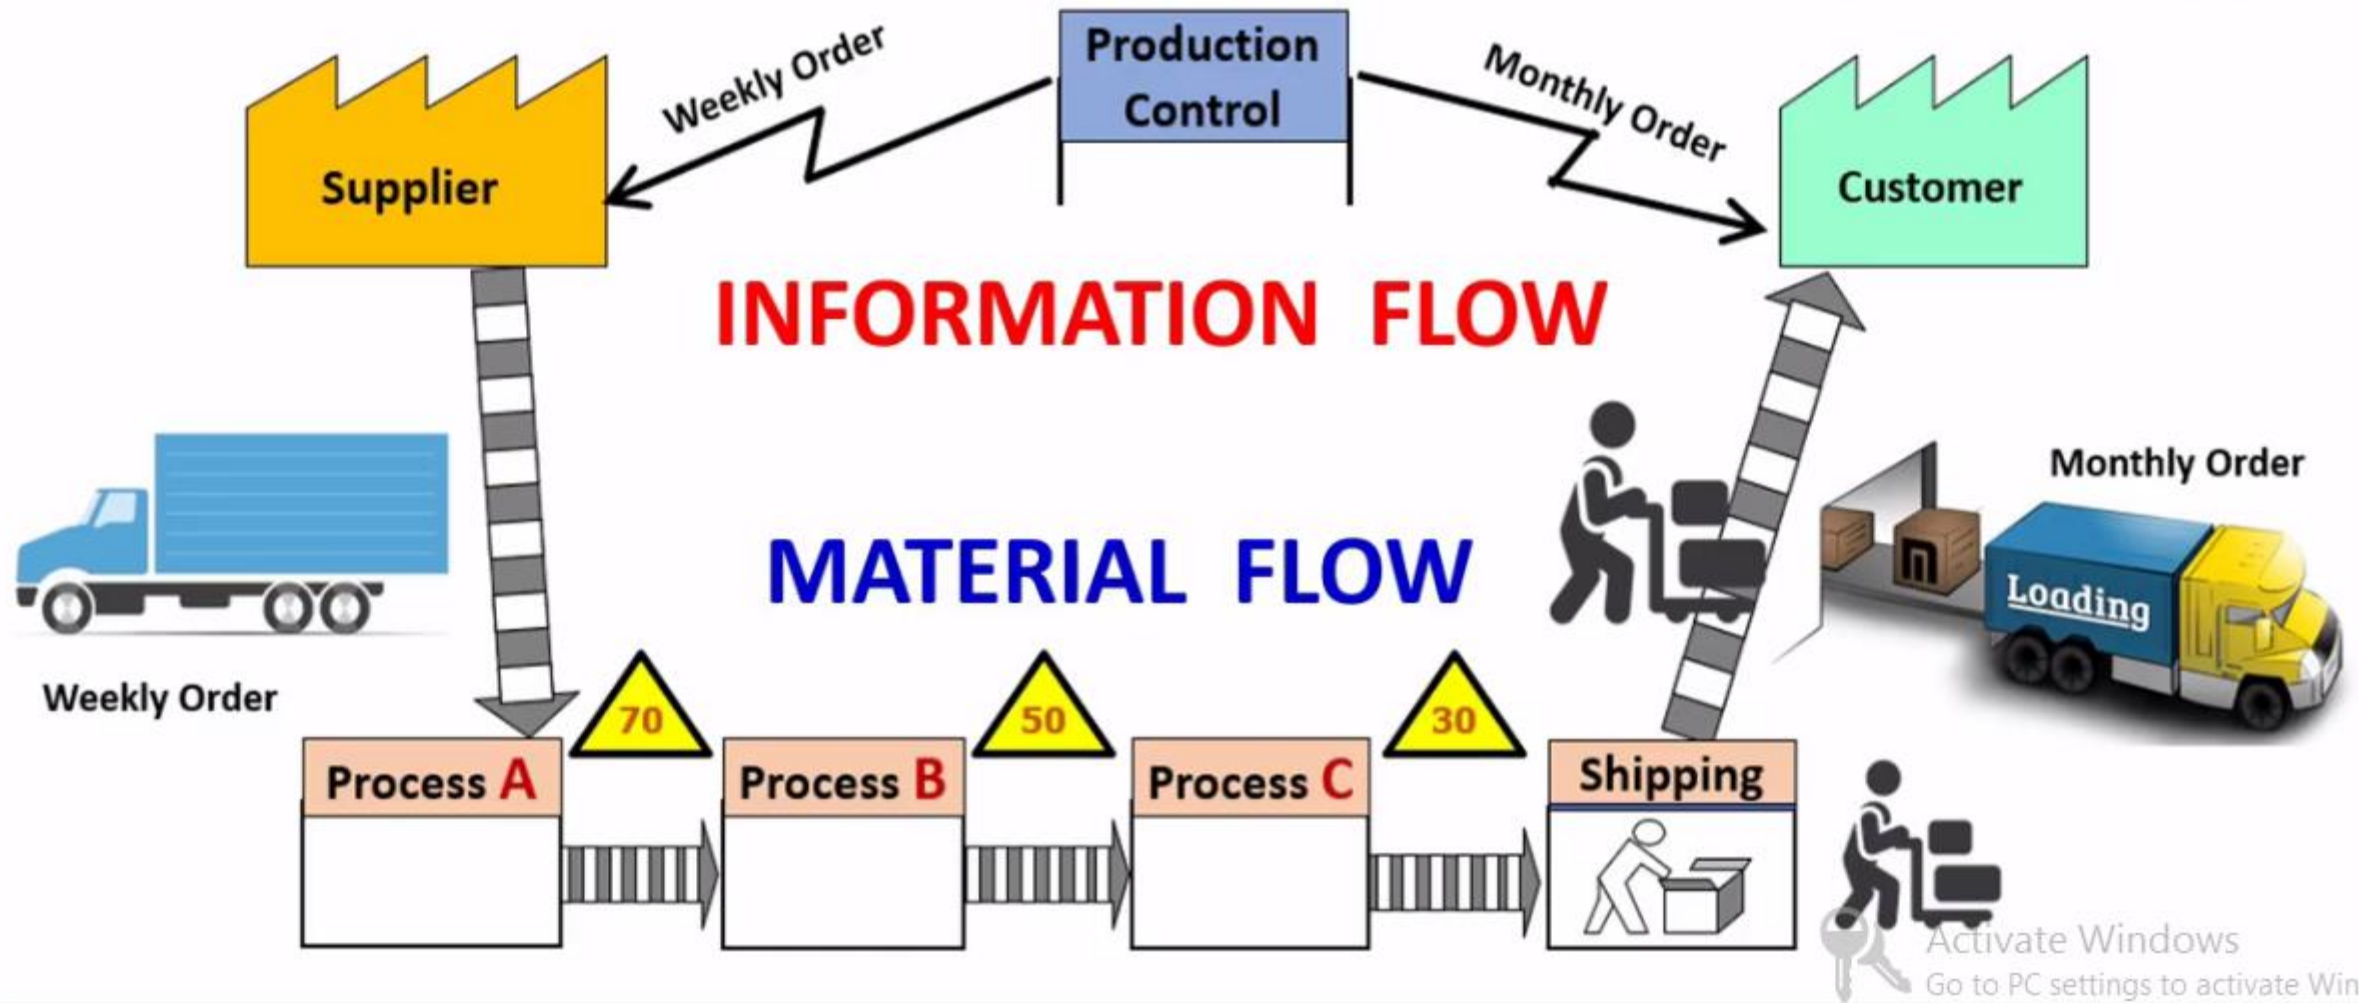 Production
Control
Weekly Order
Monthly Order
Supplier
Customer
INFORMATION FLOW
MATERIAL FLOW
Monthly Order
Loading
Weekly Order
70
50
30
Process A
Process B
Process C
Shipping
Activate Windows
Go to PC settings to activate Win